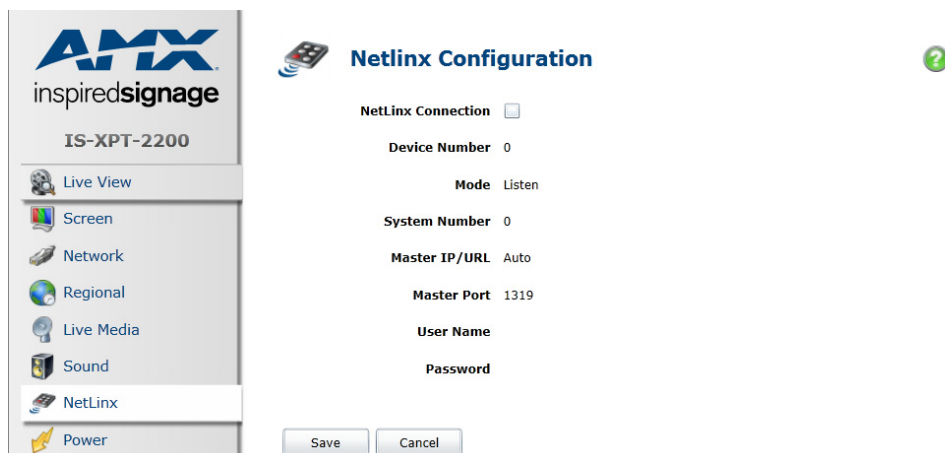 AMX
inspiredsignage
IS-XPT-2200
Live View
Screen
Network
Regional
Live Media
Sound
NetLinx
Power
Netlinx Configuration
?
NetLinx Connection
Device Number 0
Mode Listen
System Number 0
Master IP/URL Auto
Master Port 1319
User Name
Password
Save Cancel